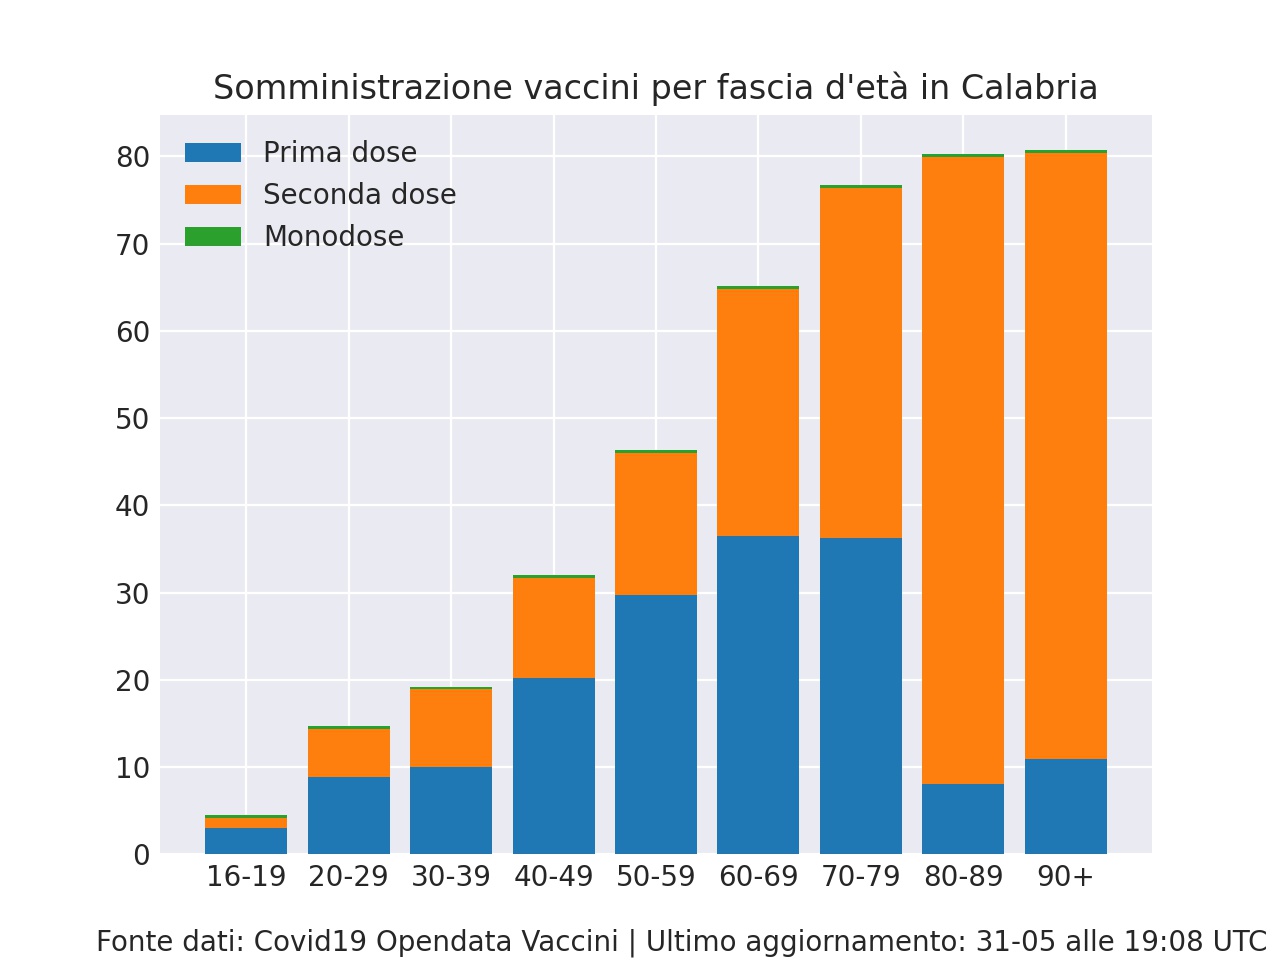 Somministrazione vaccini per fascia d'età in Calabria
Prima dose
Seconda dose
Monodose
80
70
60
50
40
30
20
10
0
16-19 20-29 30-39 40-49 50-59 60-69 70-79 80-89 90+
Fonte dati: Covid19 Opendata Vaccini | Ultimo aggiornamento: 31-05 alle 19:08 UTC